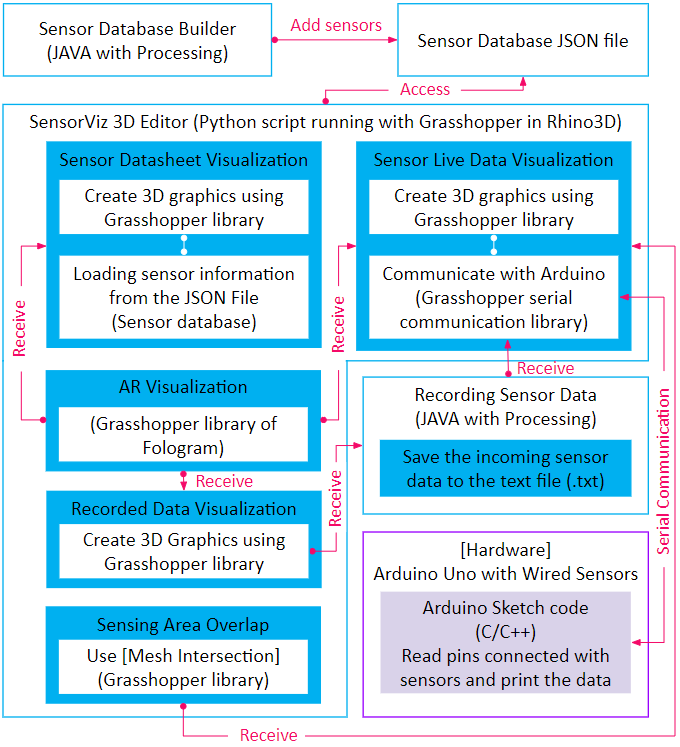 Sensor Database Builder
(JAVA with Processing)
Add sensors
Sensor Database JSON file
Access
SensorViz 3D Editor (Python script running with Grasshopper in Rhino3D)
Sensor Datasheet Visualization
Create 3D graphics using
Grasshopper library
Loading sensor information
from the JSON File
(Sensor database)
Sensor Live Data Visualization
Create 3D graphics using
Grasshopper library
Communicate with Arduino
(Grasshopper serial
communication library)
Receive
Receive
AR Visualization
(Grasshopper library of
Fologram)
Receive
Receive
Recording Sensor Data
(JAVA with Processing)
Save the incoming sensor
data to the text file (.txt)
Serial Communication
Recorded Data Visualization
Create 3D Graphics using
Grasshopper library
Receive
[Hardware]
Arduino Uno with Wired Sensors
Arduino Sketch code
(C/C++)
Read pins connected with
sensors and print the data
Sensing Area Overlap
Use [Mesh Intersection]
(Grasshopper library)
Receive